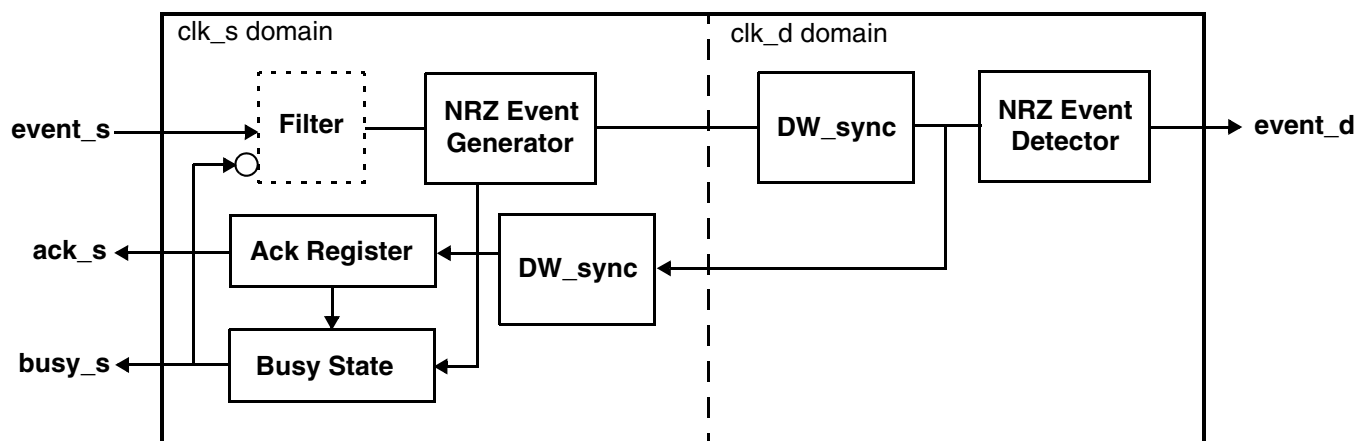 clk_s domain
clk_d domain
event_s
Filter
NRZ Event
Generator
DW_sync
NRZ Event
Detector
event_d
ack_s
Ack Register
DW_sync
busy_s
Busy State